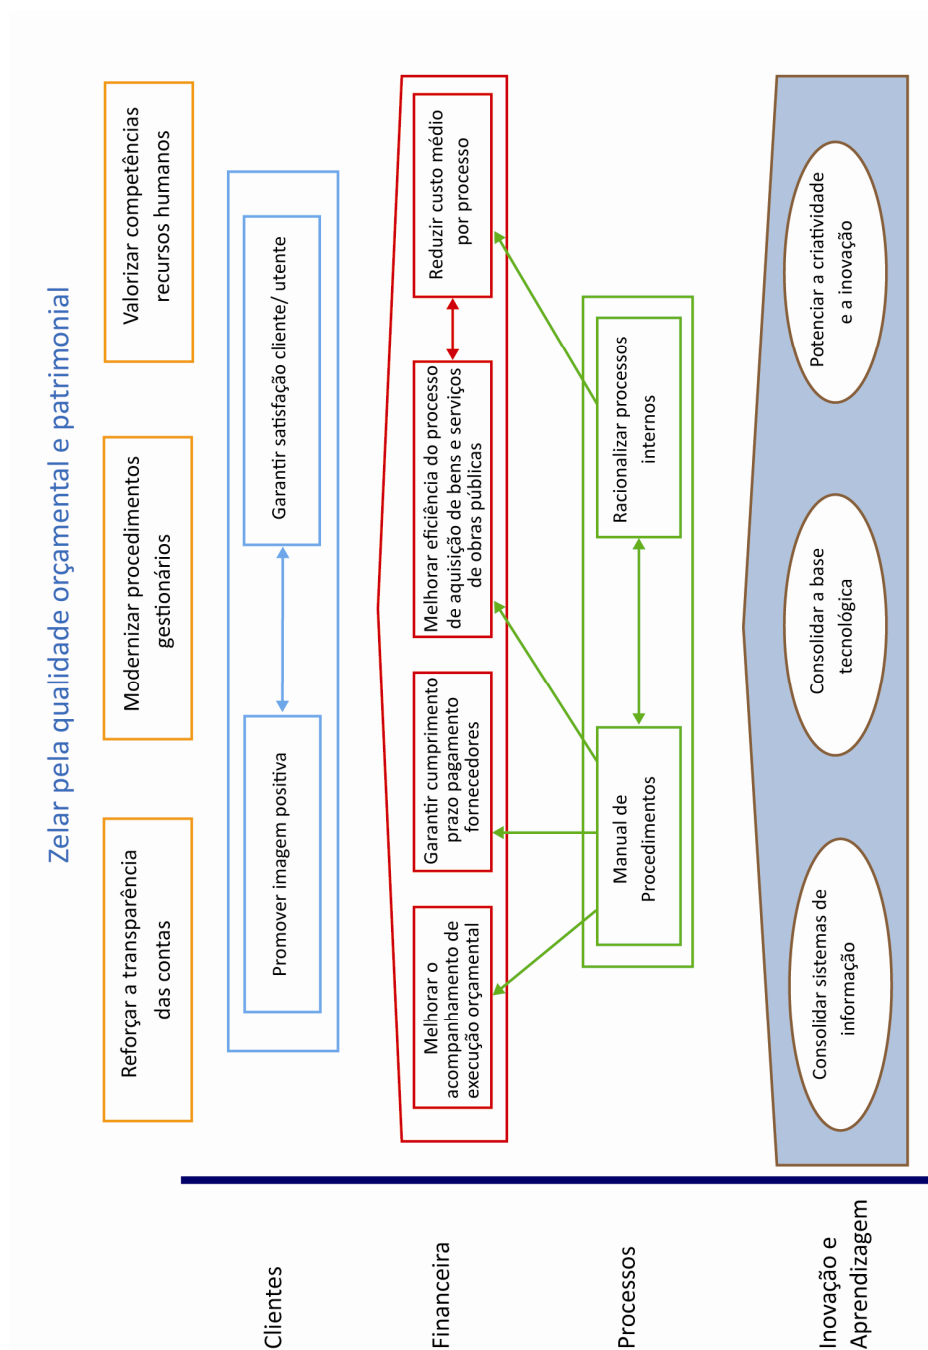 Zelar pela qualidade orçamental e patrimonial
Reforçar a transparência
das contas
Modernizar procedimentos
gestionários
Valorizar competências
recursos humanos
Clientes
Promover imagem positiva
Garantir satisfação cliente/ utente
Financeira
Melhorar o
acompanhamento de
execução orçamental
Garantir cumprimento
prazo pagamento
fornecedores
Melhorar eficiência do processo
de aquisição de bens e serviços
de obras públicas
Reduzir custo médio
por processo
Processos
Manual de
Procedimentos
Racionalizar processos
internos
Inovação e
Aprendizagem
Consolidar sistemas de
informação
Consolidar a base
tecnológica
Potenciar a criatividade
e a inovação